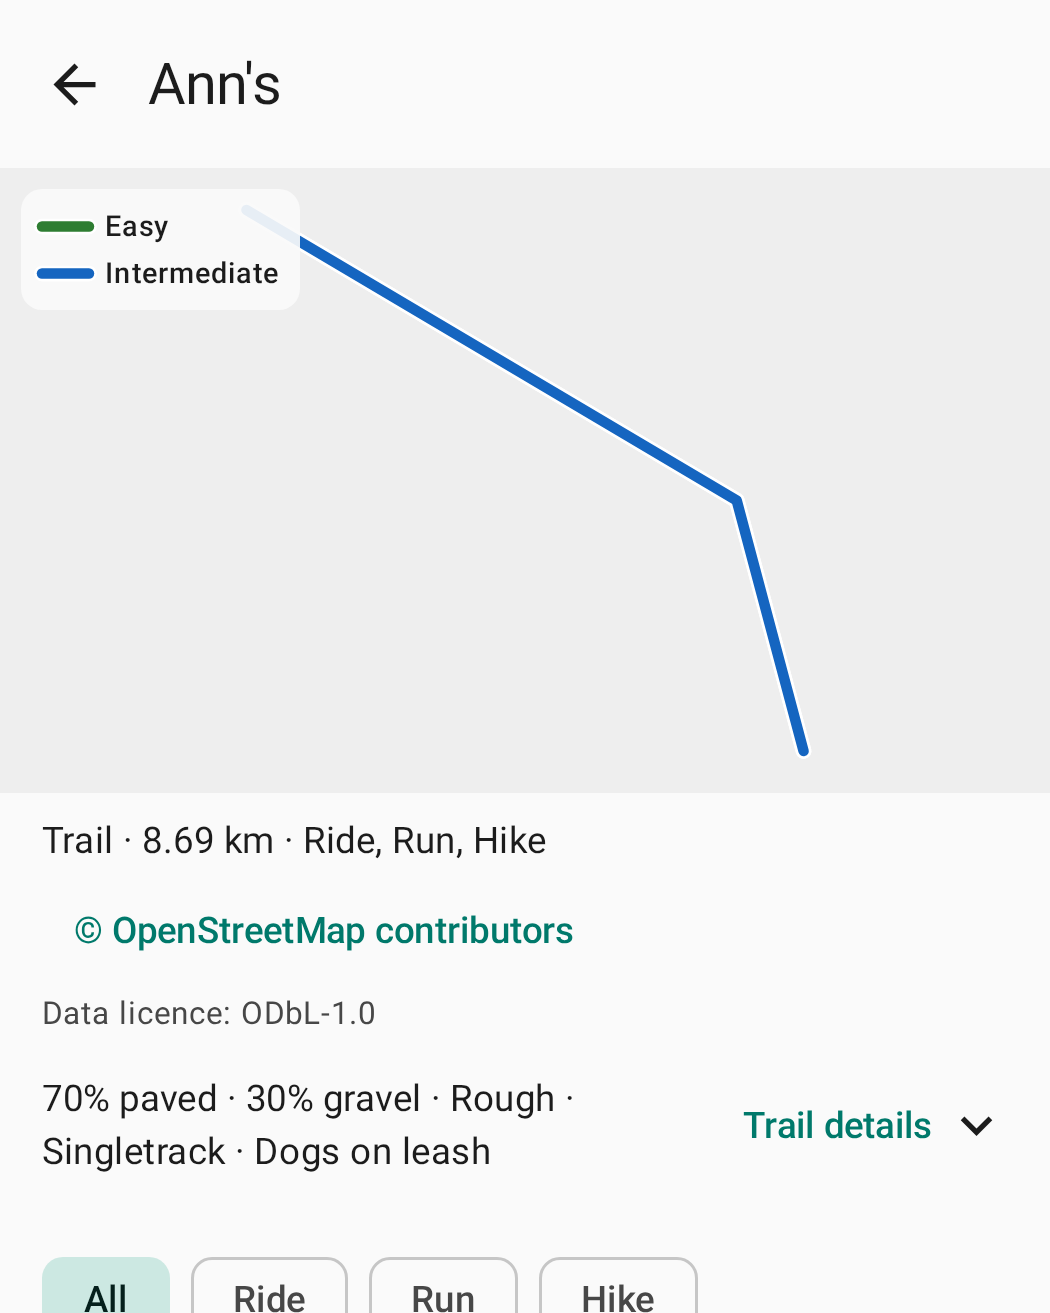 Ann's
Easy
Intermediate
Trail · 8.69 km · Ride, Run, Hike
© OpenStreetMap contributors
Data licence: ODbL-1.0
70% paved · 30% gravel · Rough ·
Singletrack · Dogs on leash
Trail details
All
Ride
Run
Hike